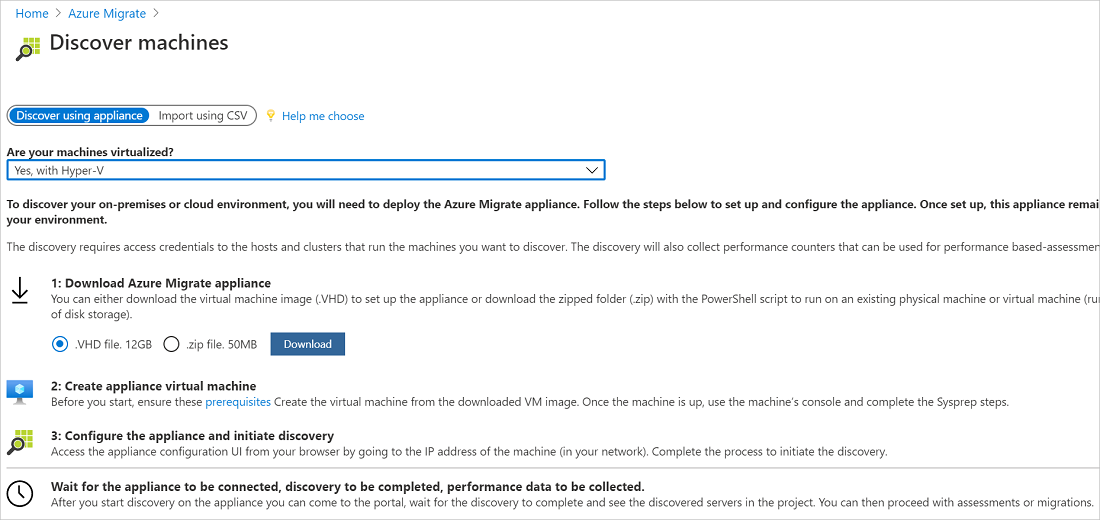 Home > Azure Migrate >
Discover machines
Discover using appliance Import using CSV Help me choose
Are your machines virtualized?
Yes, with Hyper-V
To discover your on-premises or cloud environment, you will need to deploy the Azure Migrate appliance. Follow the steps below to set up and configure the appliance. Once set up, this appliance remai
your environment.
The discovery requires access credentials to the hosts and clusters that run the machines you want to discover. The discovery will also collect performance counters that can be used for performance based-assessmen
1: Download Azure Migrate appliance
You can either download the virtual machine image (.VHD) to set up the appliance or download the zipped folder (.zip) with the PowerShell script to run on an existing physical machine or virtual machine (ru
of disk storage).
.VHD file. 12GB .zip file. 50MB Download
2: Create appliance virtual machine
Before you start, ensure these prerequisites Create the virtual machine from the downloaded VM image. Once the machine is up, use the machine's console and complete the Sysprep steps.
3: Configure the appliance and initiate discovery
Access the appliance configuration UI from your browser by going to the IP address of the machine (in your network). Complete the process to initiate the discovery.
Wait for the appliance to be connected, discovery to be completed, performance data to be collected.
After you start discovery on the appliance you can come to the portal, wait for the discovery to complete and see the discovered servers in the project. You can then proceed with assessments or migrations.